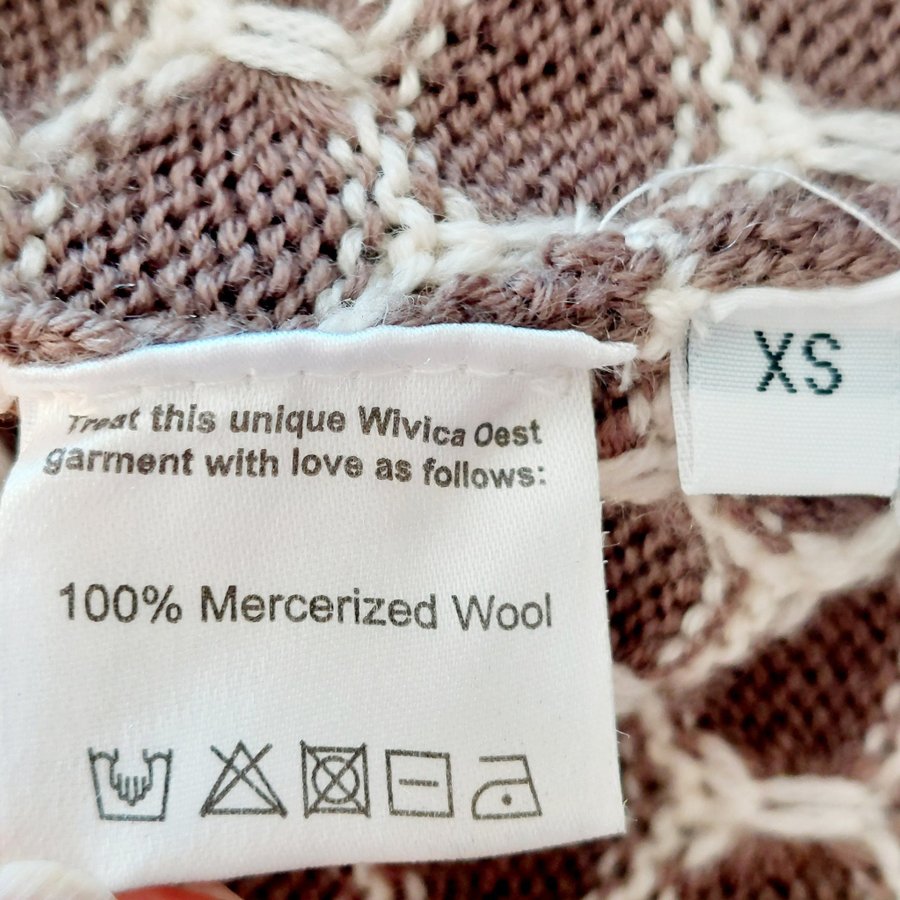 Treat this unique Wivica Oest
garment with love as follows:
100% Mercerized Wool
XS